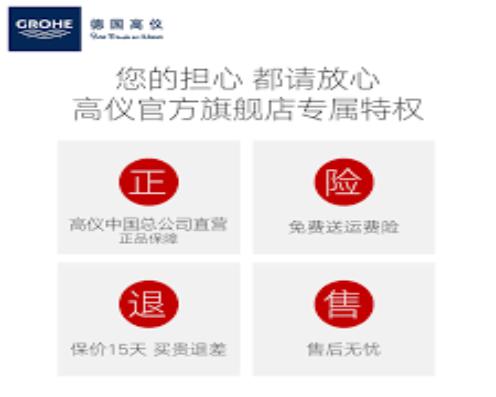 GROHE
德国高仪
您的担心 都请放心
高仪官方旗舰店专属特权
正
险
高仪中国总公司直营
正品保障
免费送运费险
退
售
保价15天 买贵退差
售后无忧